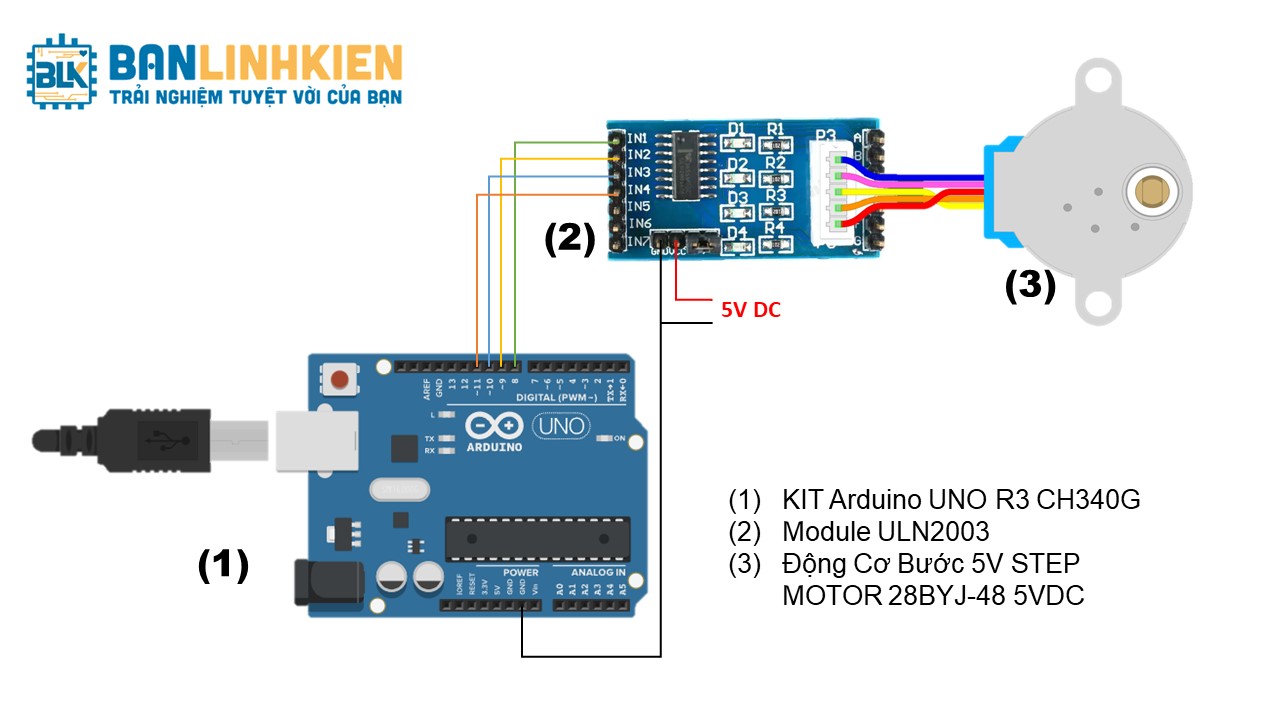 BLK
BANLINHKIEN
TRẢI NGHIỆM TUYỆT VỜI CỦA BẠN
IN1
IN2
IN3
IN4
IN5
IN6
IN7
D1 R1
D2 R2
D3 R3
D4 R4
P3
A
B
G
GND VCC
(2)
(3)
5V DC
AREF
GND
13
12
~11
~10
~9
8
7
~6
~5
4
~3
2
TX→1
RX←0
DIGITAL (PWM~)
L
TX
RX
ARDUINO
UNO
ON
(1)
POWER
ANALOG IN
IOREF
RESET
3.3V
5V
GND
GND
Vin
A0
A1
A2
A3
A4
A5
(1) KIT Arduino UNO R3 CH340G
(2) Module ULN2003
(3) Động Cơ Bước 5V STEP
MOTOR 28BYJ-48 5VDC